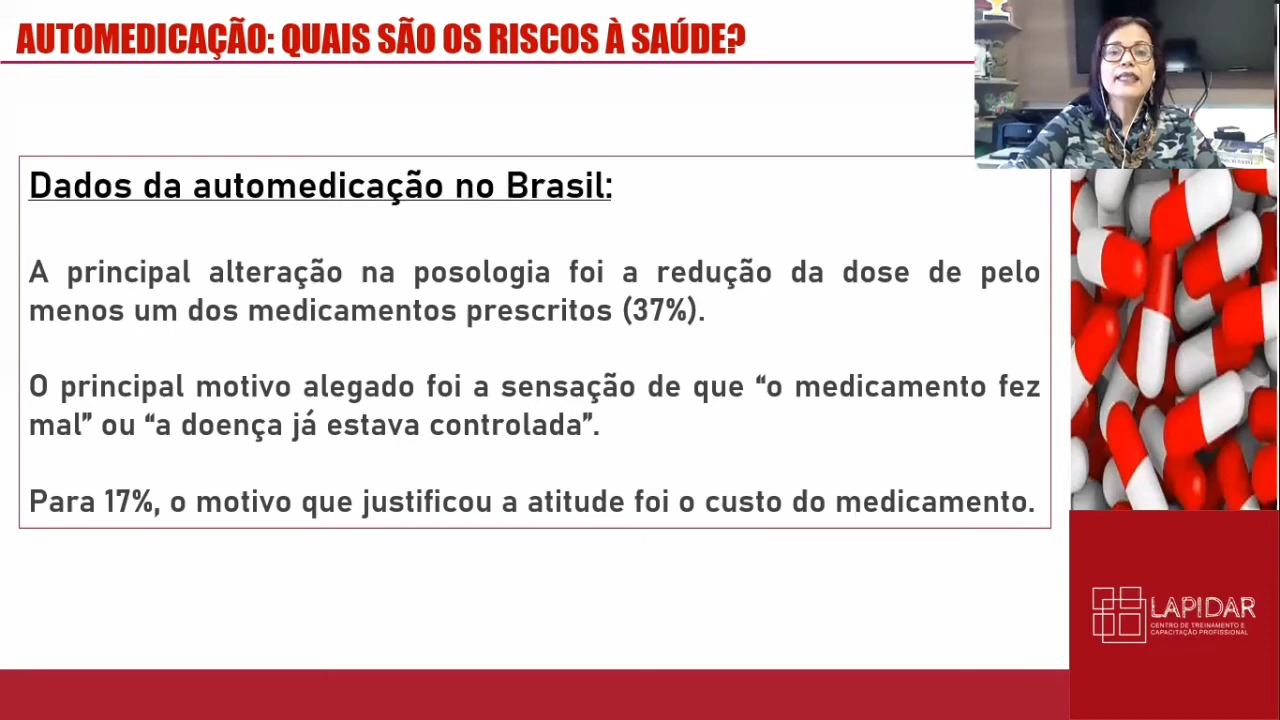 AUTOMEDICAÇÃO: QUAIS SÃO OS RISCOS À SAÚDE?
Dados da automedicação no Brasil:
A principal alteração na posologia foi a redução da dose de pelo
menos um dos medicamentos prescritos (37%).
O principal motivo alegado foi a sensação de que “o medicamento fez
mal” ou “a doença já estava controlada”.
Para 17%, o motivo que justificou a atitude foi o custo do medicamento.
LAPIDAR
CENTRO DE TREINAMENTO E
CAPACITAÇÃO PROFISSIONAL